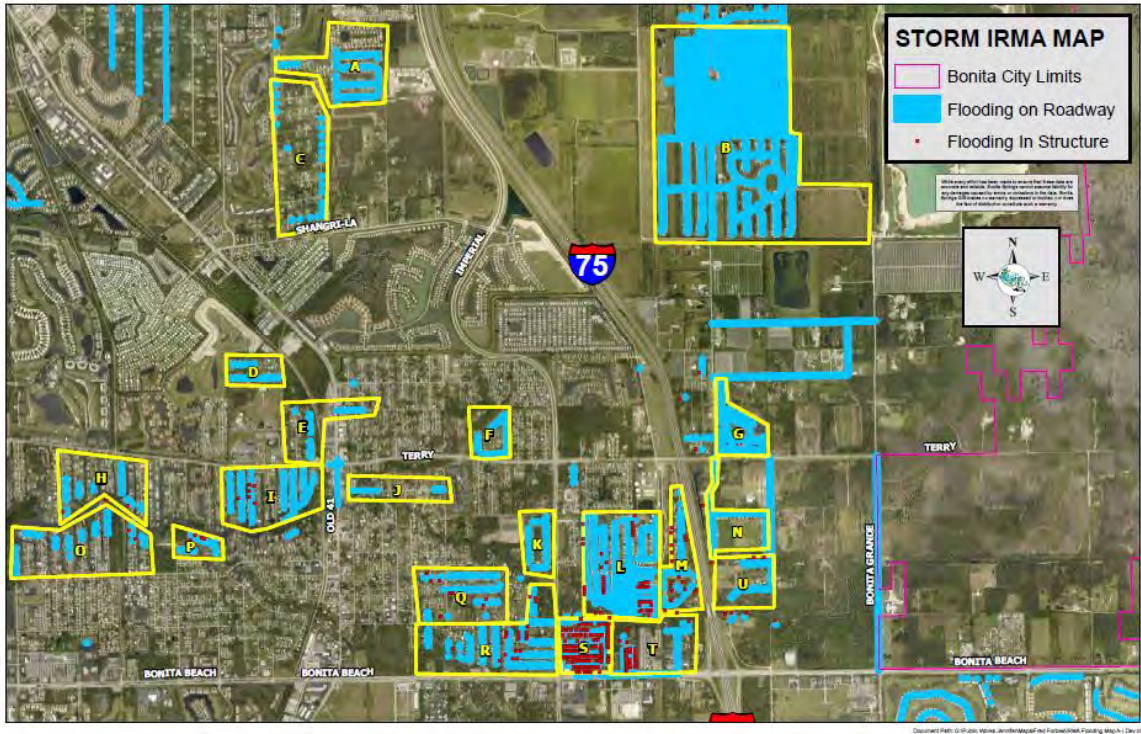 STORM IRMA MAP
Bonita City Limits
Flooding on Roadway
Flooding In Structure
N
W
E
S
A
B
C
SHANGRI-LA
IMPERIAL
75
D
E
F
G
TERRY
TERRY
H
I
J
OLD 41
O
P
K
L
M
N
U
BONITA GRANDE
Q
R
S
T
BONITA BEACH
BONITA BEACH
BONITA BEACH